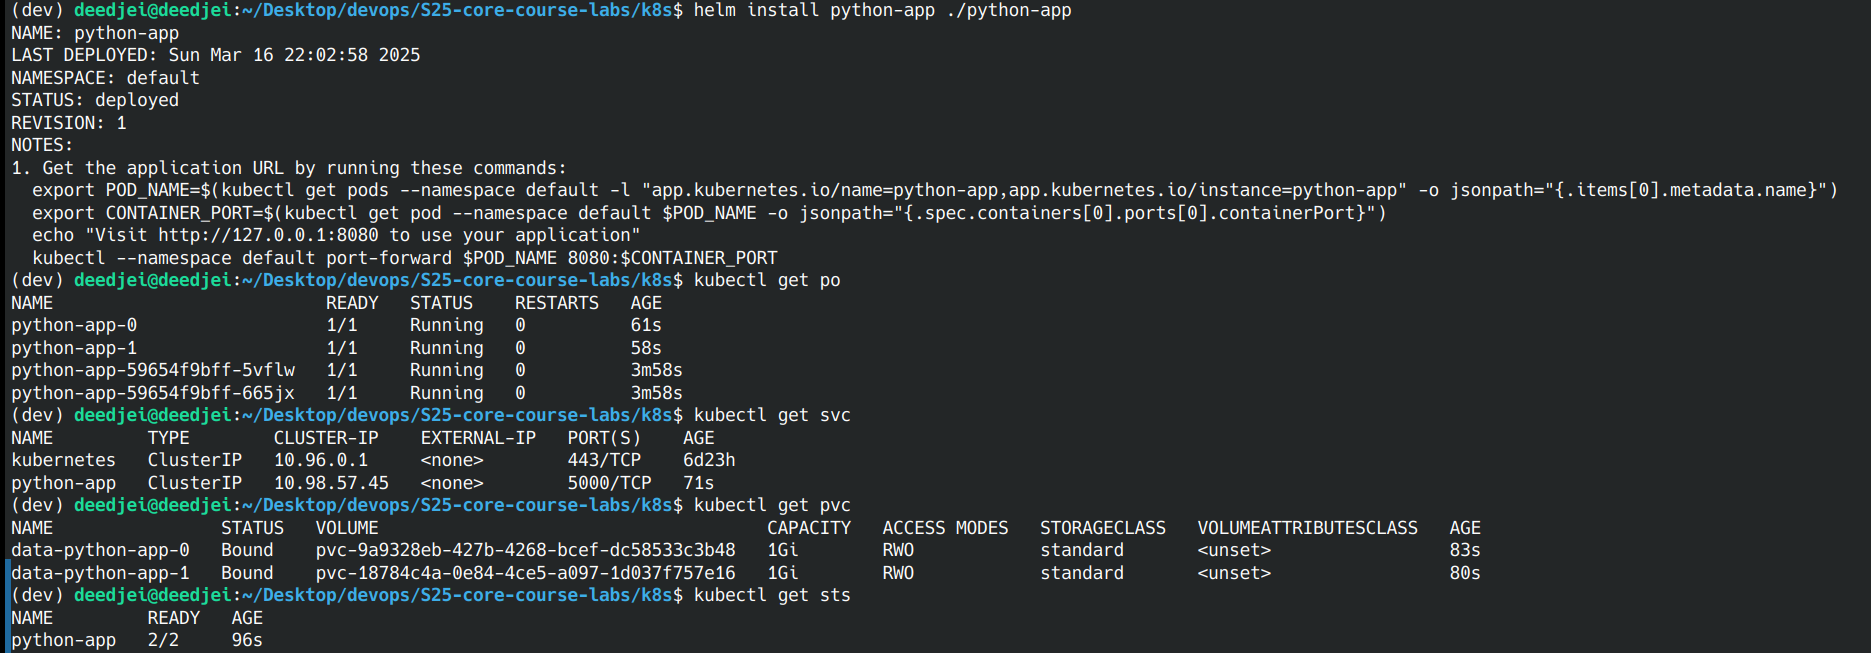 (dev) deedjei@deedjei:~/Desktop/devops/S25-core-course-labs/k8s$ helm install python-app ./python-app
NAME: python-app
LAST DEPLOYED: Sun Mar 16 22:02:58 2025
NAMESPACE: default
STATUS: deployed
REVISION: 1
NOTES:
1. Get the application URL by running these commands:
  export POD_NAME=$(kubectl get pods --namespace default -l "app.kubernetes.io/name=python-app,app.kubernetes.io/instance=python-app" -o jsonpath="{.items[0].metadata.name}")
  export CONTAINER_PORT=$(kubectl get pod --namespace default $POD_NAME -o jsonpath="{.spec.containers[0].ports[0].containerPort}")
  echo "Visit http://127.0.0.1:8080 to use your application"
  kubectl --namespace default port-forward $POD_NAME 8080:$CONTAINER_PORT
(dev) deedjei@deedjei:~/Desktop/devops/S25-core-course-labs/k8s$ kubectl get po
NAME                          READY   STATUS    RESTARTS   AGE
python-app-0                  1/1     Running   0          61s
python-app-1                  1/1     Running   0          58s
python-app-59654f9bff-5vflw   1/1     Running   0          3m58s
python-app-59654f9bff-665jx   1/1     Running   0          3m58s
(dev) deedjei@deedjei:~/Desktop/devops/S25-core-course-labs/k8s$ kubectl get svc
NAME         TYPE        CLUSTER-IP    EXTERNAL-IP   PORT(S)    AGE
kubernetes   ClusterIP   10.96.0.1     <none>        443/TCP    6d23h
python-app   ClusterIP   10.98.57.45   <none>        5000/TCP   71s
(dev) deedjei@deedjei:~/Desktop/devops/S25-core-course-labs/k8s$ kubectl get pvc
NAME                STATUS   VOLUME                                     CAPACITY   ACCESS MODES   STORAGECLASS   VOLUMEATTRIBUTESCLASS   AGE
data-python-app-0   Bound    pvc-9a9328eb-427b-4268-bcef-dc58533c3b48   1Gi        RWO            standard       <unset>                 83s
data-python-app-1   Bound    pvc-18784c4a-0e84-4ce5-a097-1d037f757e16   1Gi        RWO            standard       <unset>                 80s
(dev) deedjei@deedjei:~/Desktop/devops/S25-core-course-labs/k8s$ kubectl get sts
NAME         READY   AGE
python-app   2/2     96s